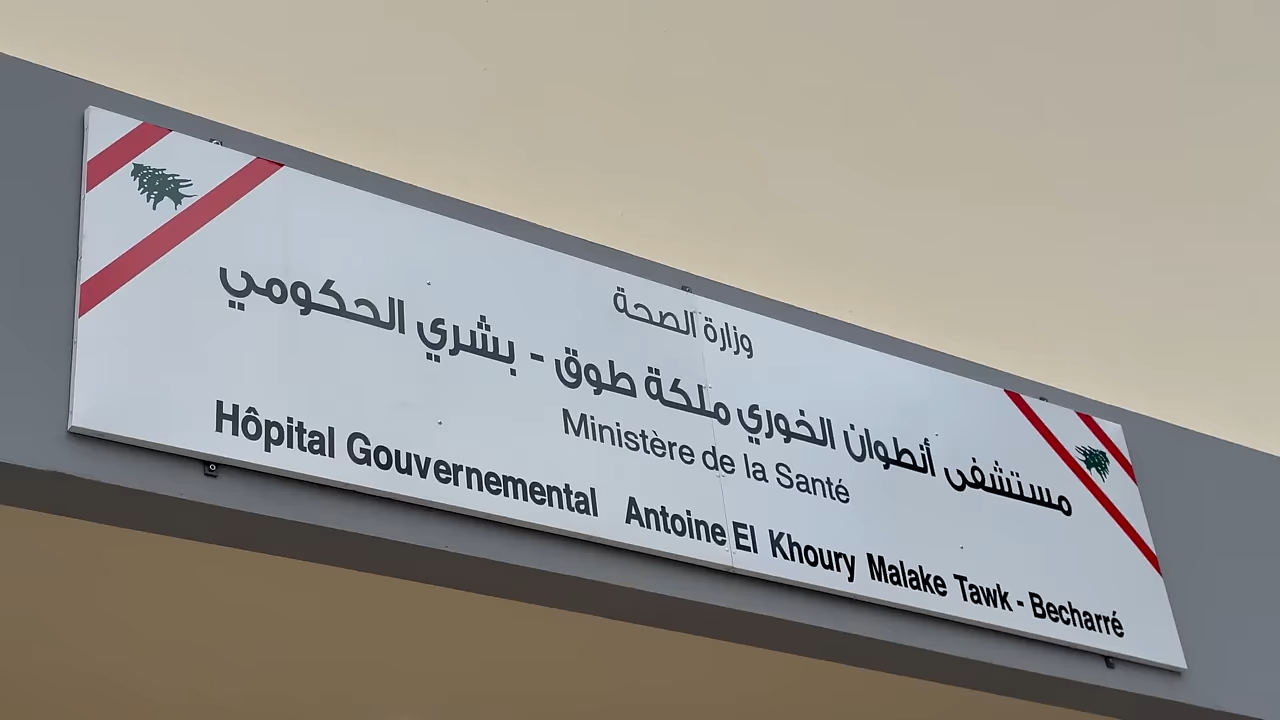 وزارة الصحة
مستشفى أنطوان الخوري ملكة طوق - بشري الحكومي
Ministère de la Santé
Hôpital Gouvernemental Antoine El Khoury Malake Tawk - Becharré